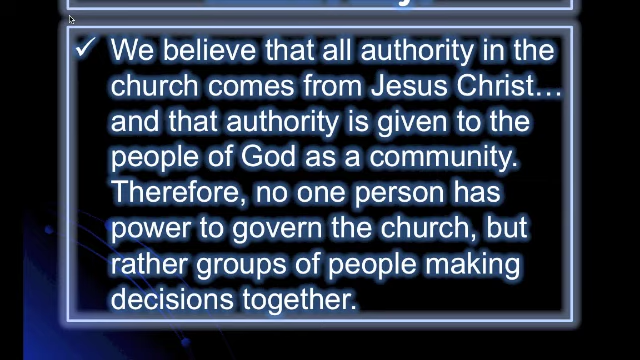 We believe that all authority in the
church comes from Jesus Christ…
and that authority is given to the
people of God as a community.
Therefore, no one person has
power to govern the church, but
rather groups of people making
decisions together.